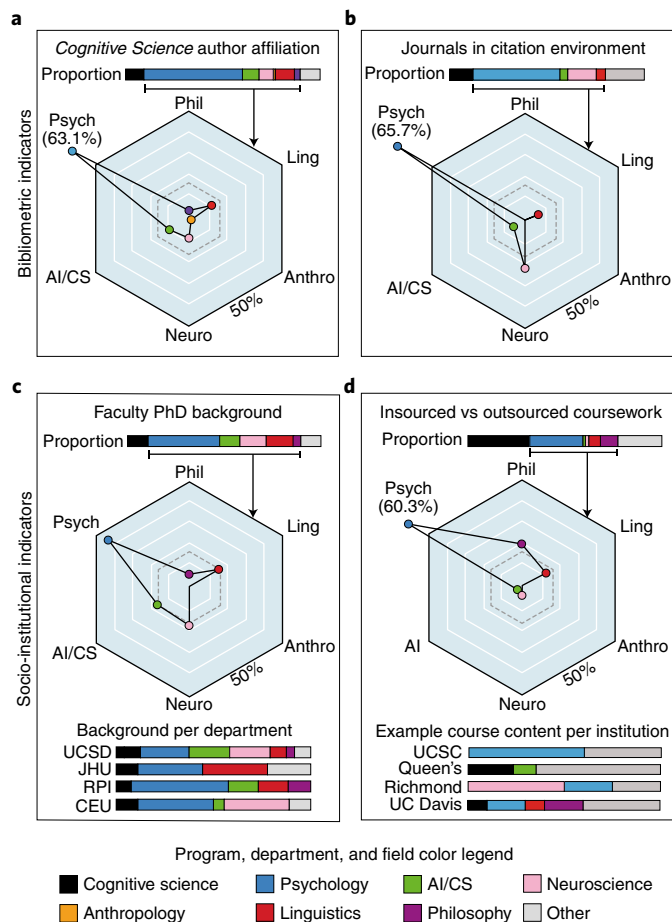 a
Cognitive Science author affiliation
Proportion
Phil
Psych
(63.1%)
Ling
Bibliometric indicators
AI/CS
Anthro
50%
Neuro
b
Journals in citation environment
Proportion
Phil
Psych
(65.7%)
Ling
AI/CS
Anthro
50%
Neuro
c
Faculty PhD background
Proportion
Phil
Psych
Ling
Socio-institutional indicators
AI/CS
Anthro
50%
Neuro
Background per department
UCSD
JHU
RPI
CEU
d
Insourced vs outsourced coursework
Proportion
Phil
Psych
(60.3%)
Ling
AI
Anthro
50%
Neuro
Example course content per institution
UCSC
Queen's
Richmond
UC Davis
Program, department, and field color legend
Cognitive science Psychology AI/CS Neuroscience
Anthropology Linguistics Philosophy Other